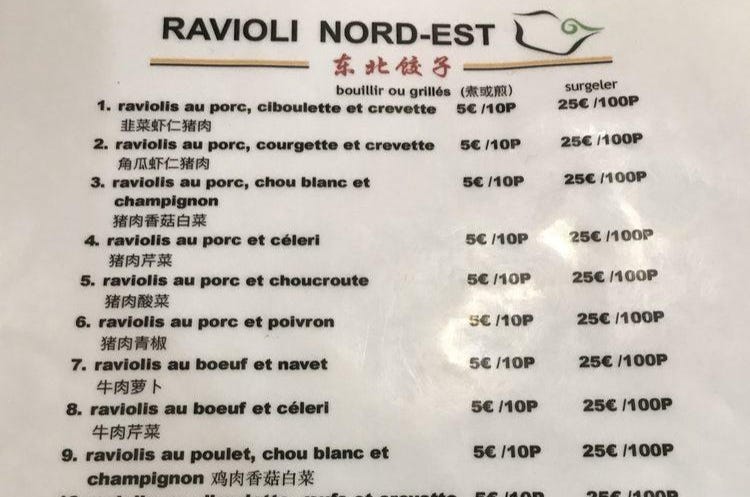 RAVIOLI NORD-EST
东北饺子
bouillir ou grillés (煮或煎) surgeler
1. raviolis au porc, ciboulette et crevette 5€ /10P 25€ /100P
韭菜虾仁猪肉
2. raviolis au porc, courgette et crevette 5€ /10P 25€ /100P
角瓜虾仁猪肉
3. raviolis au porc, chou blanc et 5€ /10P 25€ /100P
champignon
猪肉香菇白菜
4. raviolis au porc et céleri 5€ /10P 25€ /100P
猪肉芹菜
5. raviolis au porc et choucroute 5€ /10P 25€ /100P
猪肉酸菜
6. raviolis au porc et poivron 5€ /10P 25€ /100P
猪肉青椒
7. raviolis au boeuf et navet 5€ /10P 25€ /100P
牛肉萝卜
8. raviolis au boeuf et céleri 5€ /10P 25€ /100P
牛肉芹菜
9. raviolis au poulet, chou blanc et 5€ /10P 25€ /100P
champignon 鸡肉香菇白菜